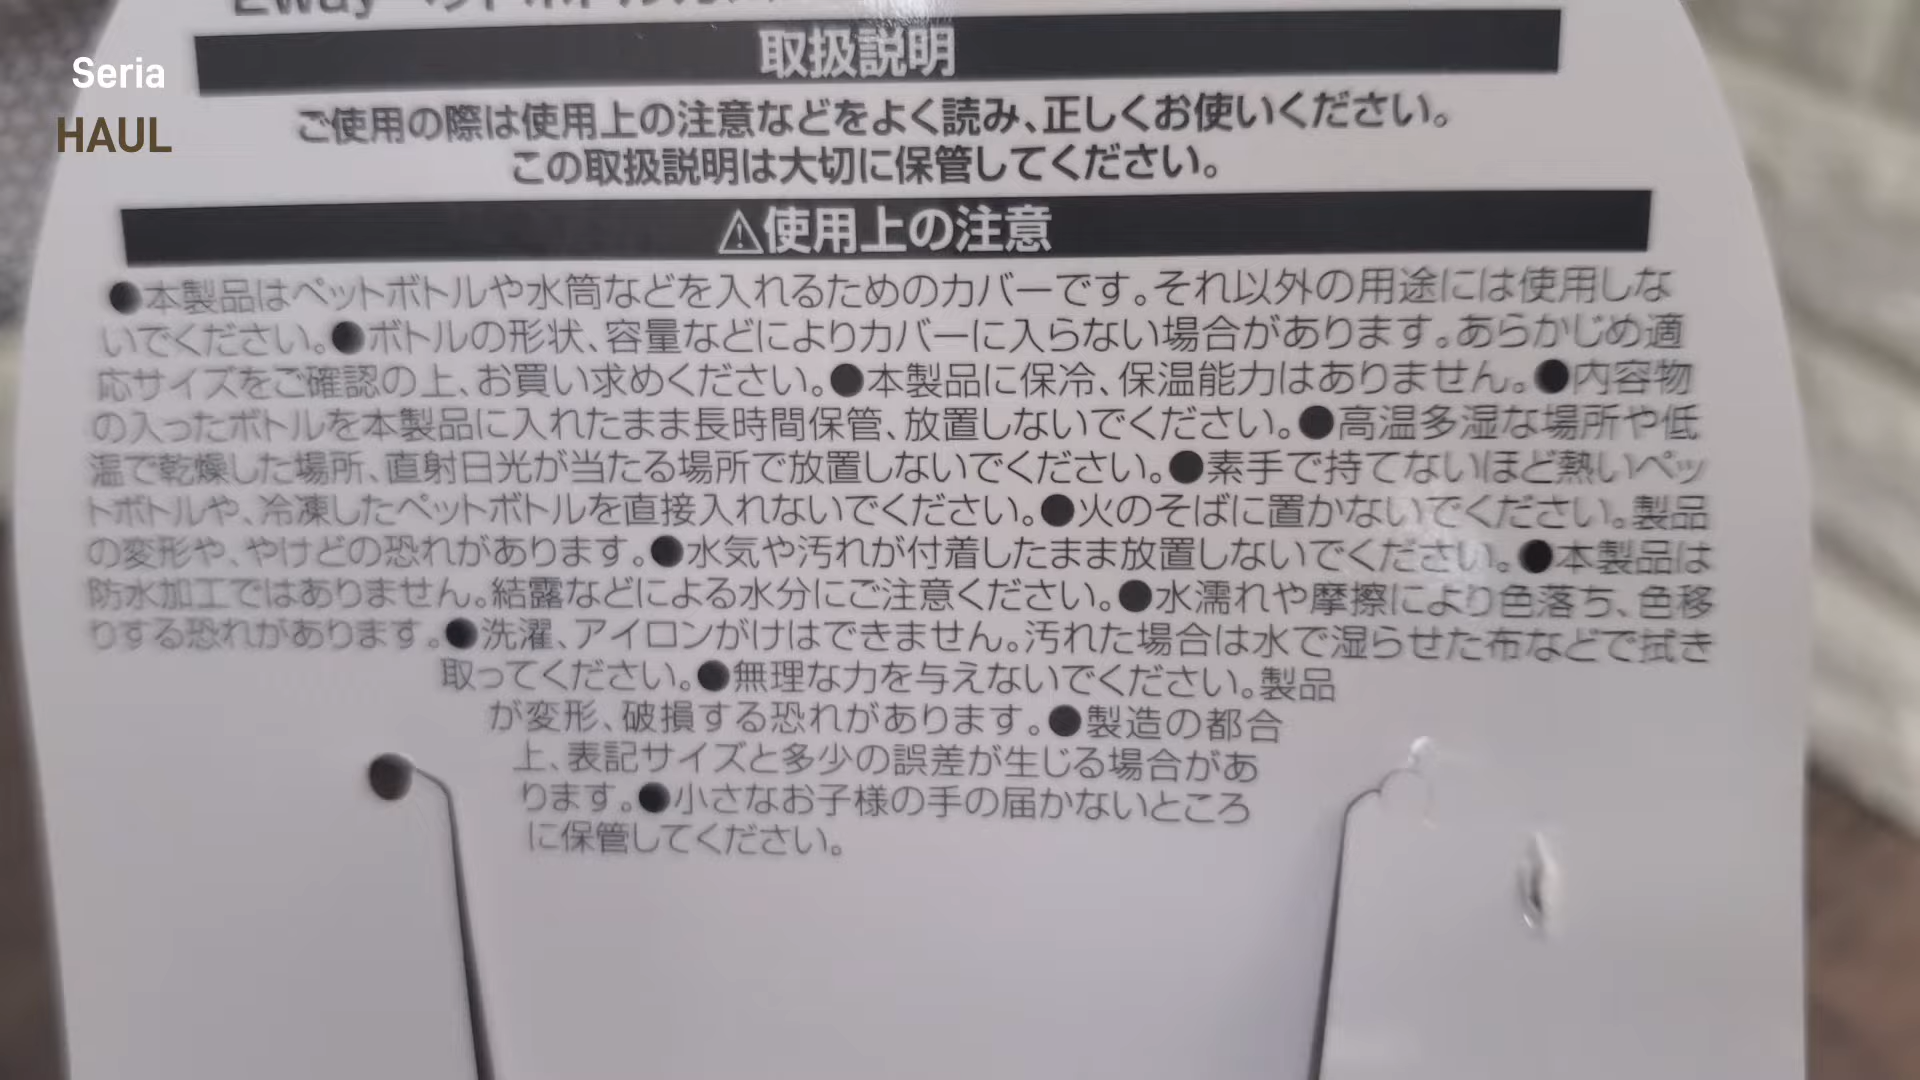 2way ペットボトルカバー
Seria
HAUL
取扱説明
ご使用の際は使用上の注意などをよく読み、正しくお使いください。
この取扱説明は大切に保管してください。
⚠使用上の注意
●本製品はペットボトルや水筒などを入れるためのカバーです。それ以外の用途には使用しな
いでください。●ボトルの形状、容量などによりカバーに入らない場合があります。あらかじめ適
応サイズをご確認の上、お買い求めください。●本製品に保冷、保温能力はありません。●内容物
の入ったボトルを本製品に入れたまま長時間保管、放置しないでください。●高温多湿な場所や低
温で乾燥した場所、直射日光が当たる場所で放置しないでください。●素手で持てないほど熱いペッ
トボトルや、冷凍したペットボトルを直接入れないでください。●火のそばに置かないでください。製品
の変形や、やけどの恐れがあります。●水気や汚れが付着したまま放置しないでください。●本製品は
防水加工ではありません。結露などによる水分にご注意ください。●水濡れや摩擦により色落ち、色移
りする恐れがあります。●洗濯、アイロンがけはできません。汚れた場合は水で湿らせた布などで拭き
取ってください。●無理な力を与えないでください。製品
が変形、破損する恐れがあります。●製造の都合
上、表記サイズと多少の誤差が生じる場合があ
ります。●小さなお子様の手の届かないところ
に保管してください。